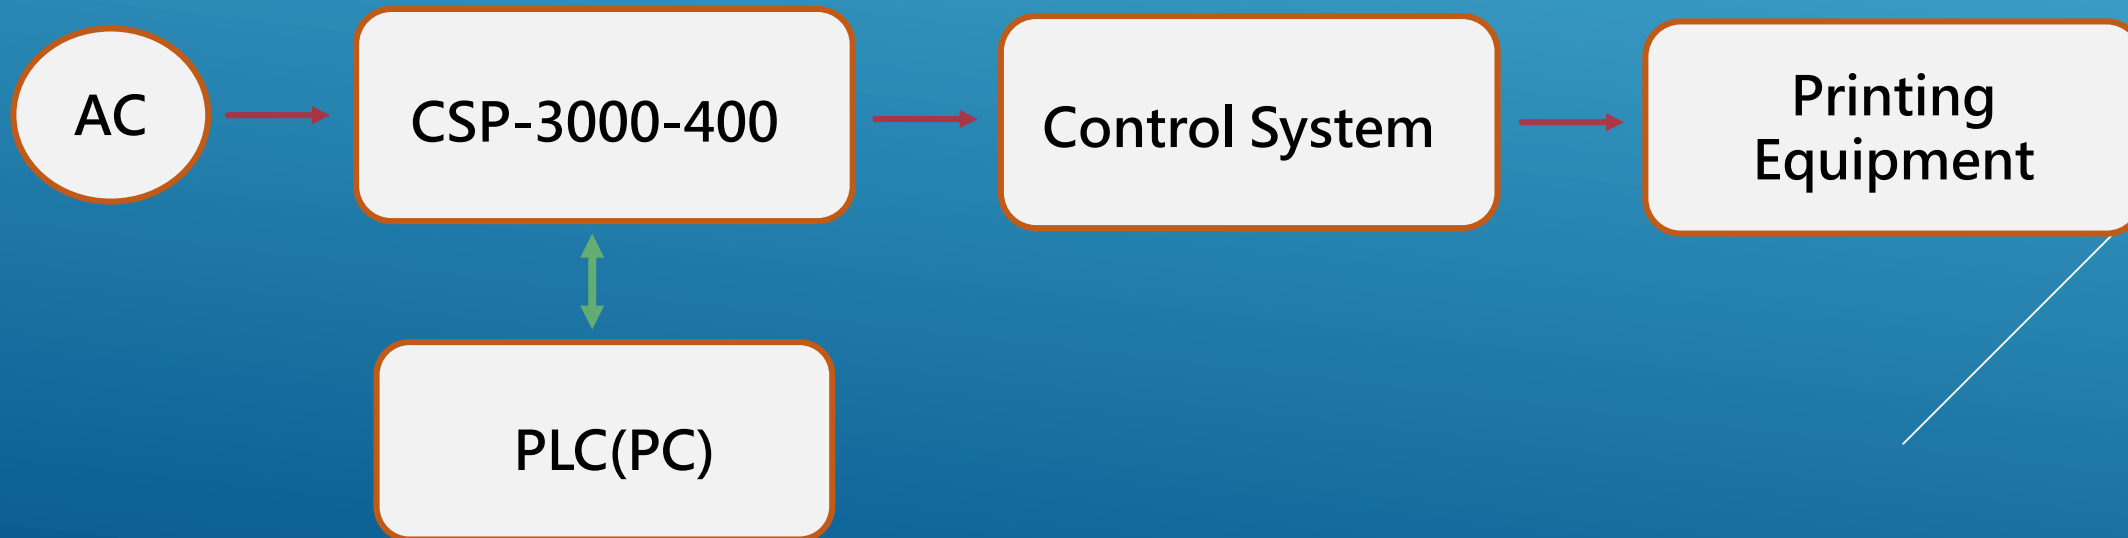 AC
CSP-3000-400
Control System
Printing
Equipment
PLC(PC)